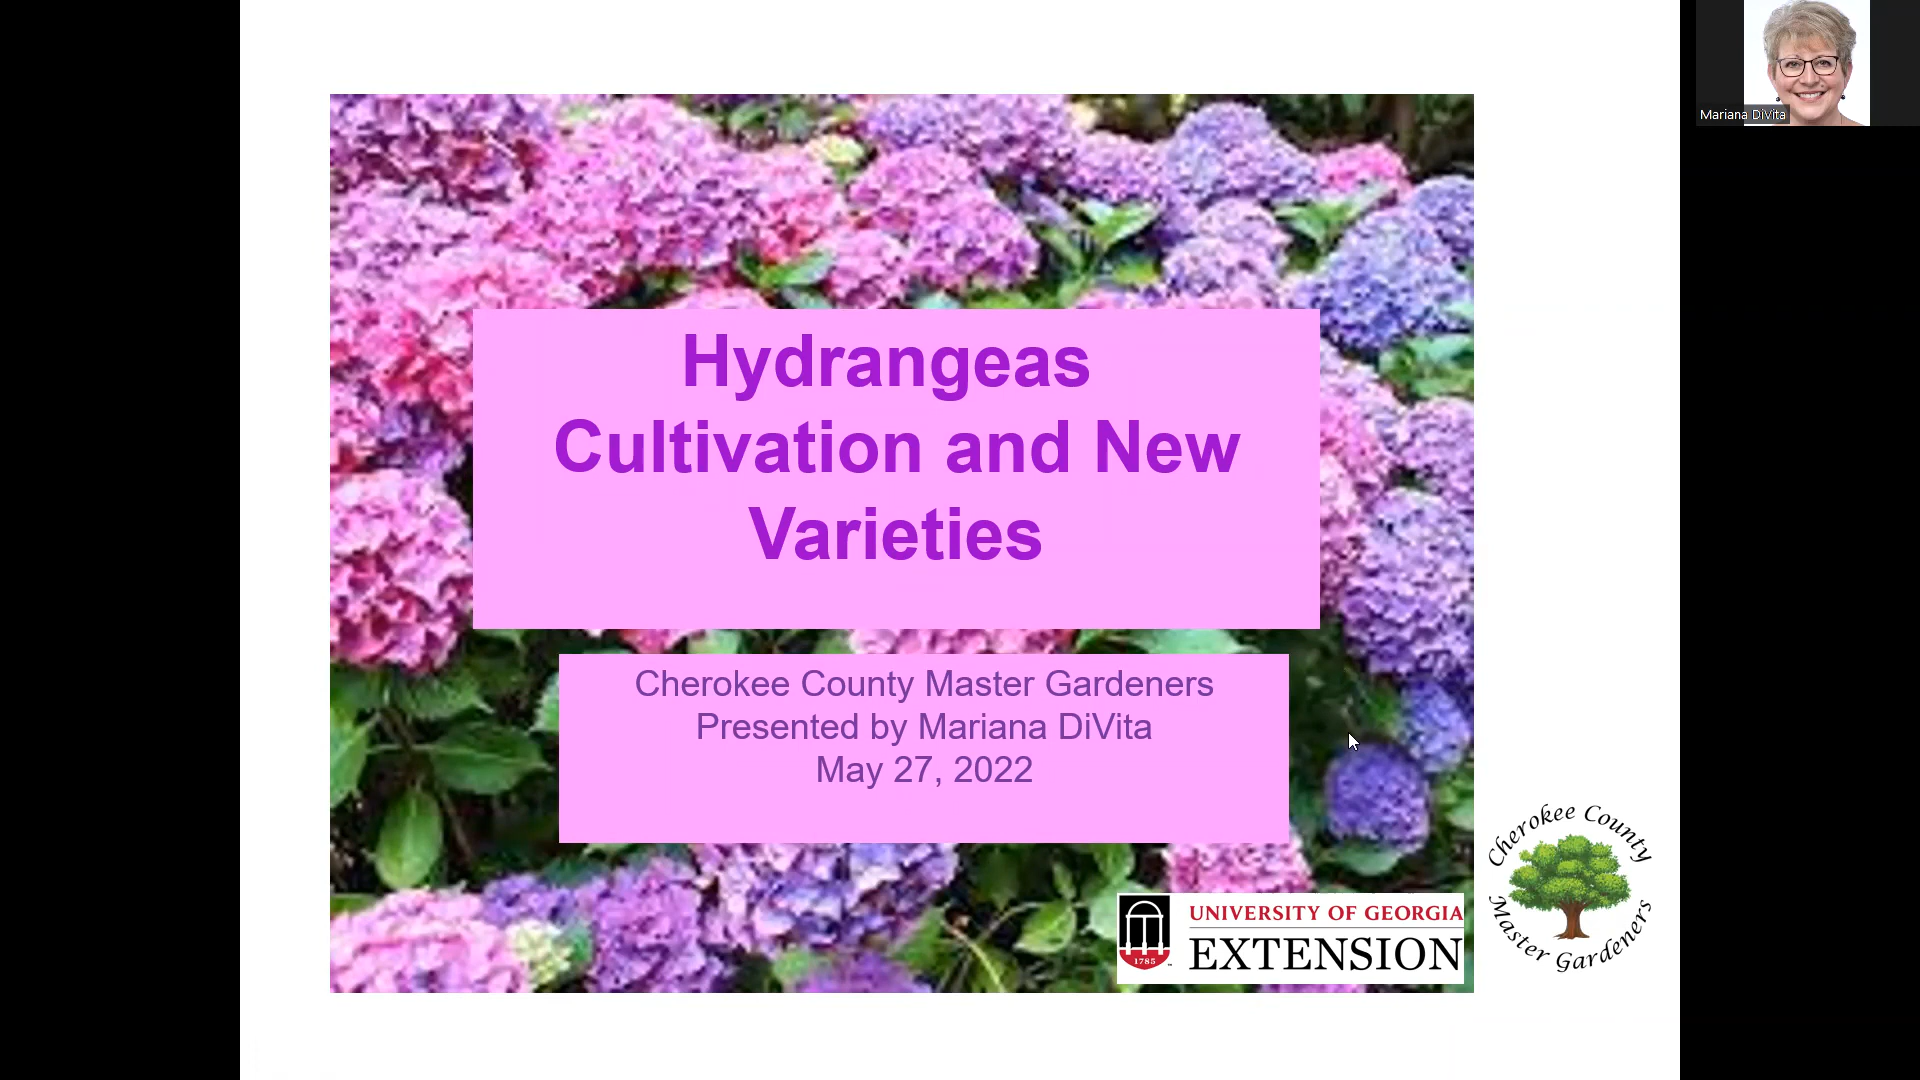 Mariana DiVita
Hydrangeas
Cultivation and New
Varieties
Cherokee County Master Gardeners
Presented by Mariana DiVita
May 27, 2022
1785
UNIVERSITY OF GEORGIA
EXTENSION
Cherokee County
Master Gardeners